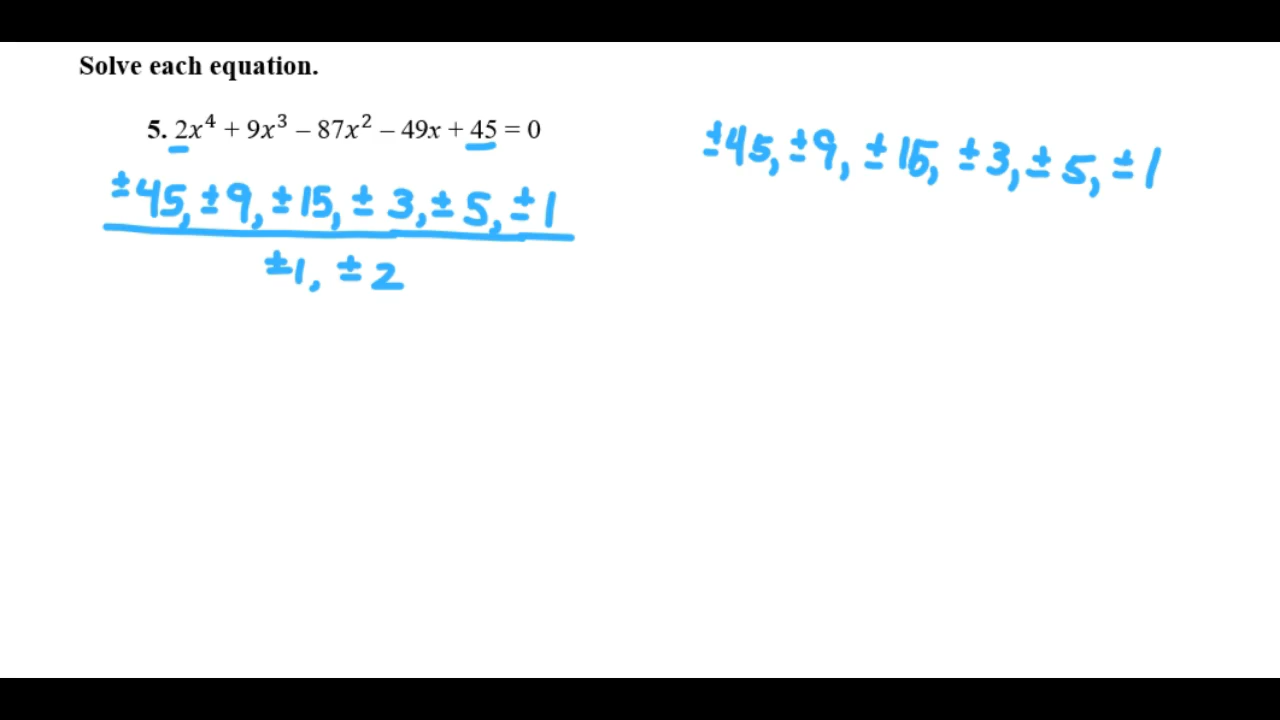 Solve each equation.
5. 2x⁴ + 9x³ – 87x² – 49x + 45 = 0
±45, ±9, ±15, ±3, ±5, ±1
±45, ±9, ±15, ±3, ±5, ±1
±1, ±2